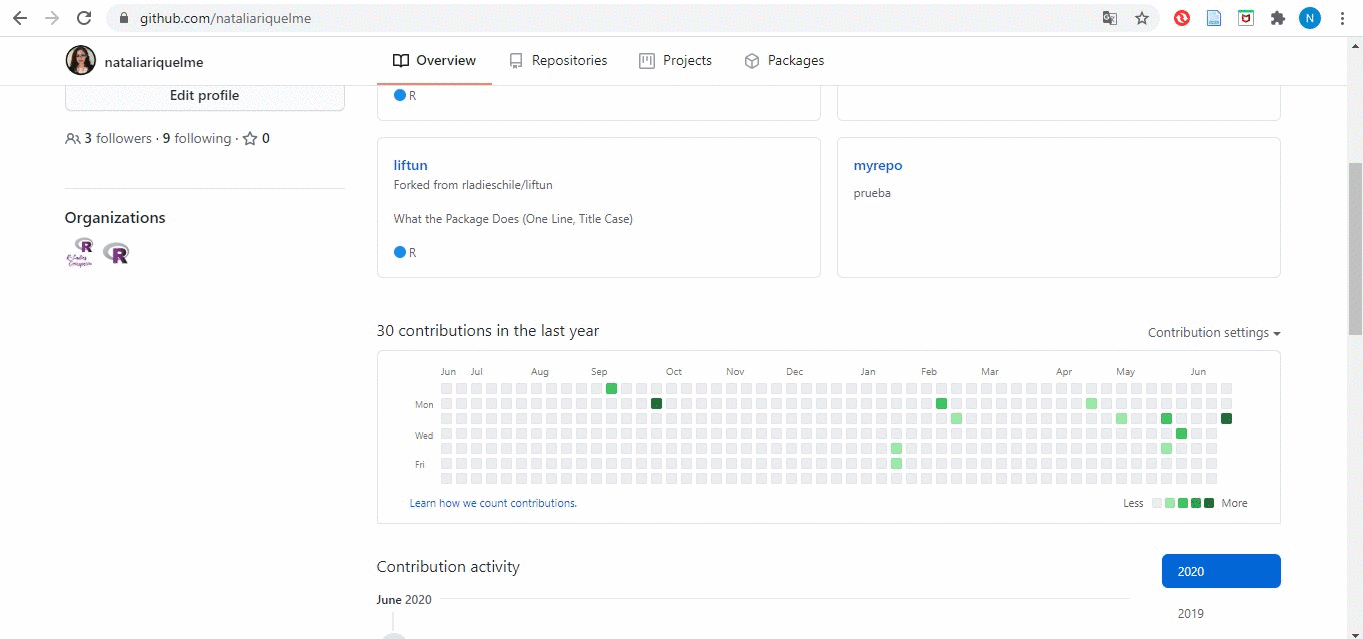 github.com/nataliariquelme
N
nataliariquelme
Overview
Repositories
Projects
Packages
Edit profile
3 followers · 9 following · 0
Organizations
R
R
R
liftun
Forked from rladieschile/liftun
What the Package Does (One Line, Title Case)
R
myrepo
prueba
30 contributions in the last year
Contribution settings
Jun Jul Aug Sep Oct Nov Dec Jan Feb Mar Apr May Jun
Mon
Wed
Fri
Learn how we count contributions.
Less More
Contribution activity
2020
June 2020
2019